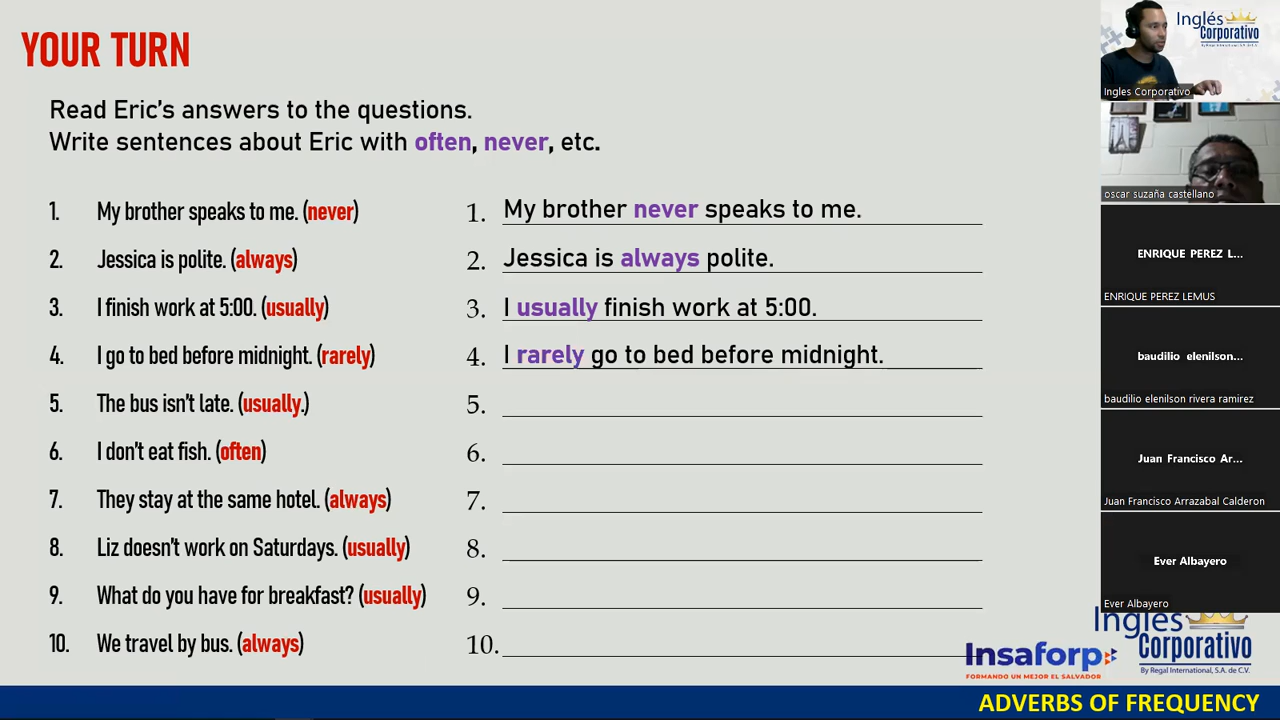 YOUR TURN
Read Eric's answers to the questions.
Write sentences about Eric with often, never, etc.
1. My brother speaks to me. (never)
2. Jessica is polite. (always)
3. I finish work at 5:00. (usually)
4. I go to bed before midnight. (rarely)
5. The bus isn't late. (usually.)
6. I don't eat fish. (often)
7. They stay at the same hotel. (always)
8. Liz doesn't work on Saturdays. (usually)
9. What do you have for breakfast? (usually)
10. We travel by bus. (always)
1. My brother never speaks to me.
2. Jessica is always polite.
3. I usually finish work at 5:00.
4. I rarely go to bed before midnight.
5.
6.
7.
8.
9.
10.
Inglés
Corporativo
Ingles Corporativo
oscar suzaña castellano
ENRIQUE PEREZ L...
ENRIQUE PEREZ LEMUS
baudilio elenilson...
baudilio elenilson rivera ramirez
Juan Francisco Ar...
Juan Francisco Arrazabal Calderon
Ever Albayero
Ever Albayero
Insaforp
FORMANDO UN MEJOR EL SALVADOR
Inglés
Corporativo
By Regal International, S.A. de C.V.
ADVERBS OF FREQUENCY